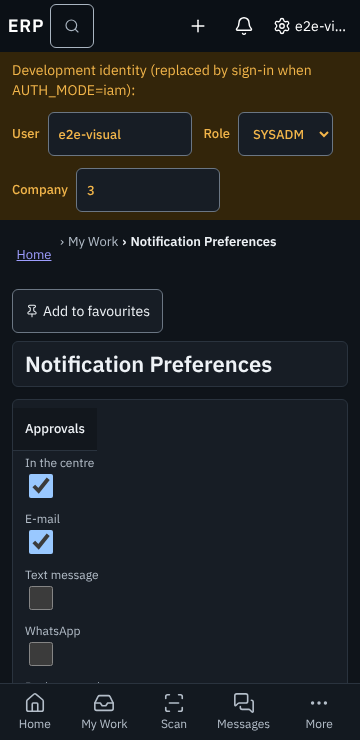 ERP
e2e-vi...
Development identity (replaced by sign-in when
AUTH_MODE=iam):
User e2e-visual Role SYSADM
Company 3
Home › My Work › Notification Preferences
Add to favourites
Notification Preferences
Approvals
In the centre
E-mail
Text message
WhatsApp
Home My Work Scan Messages More